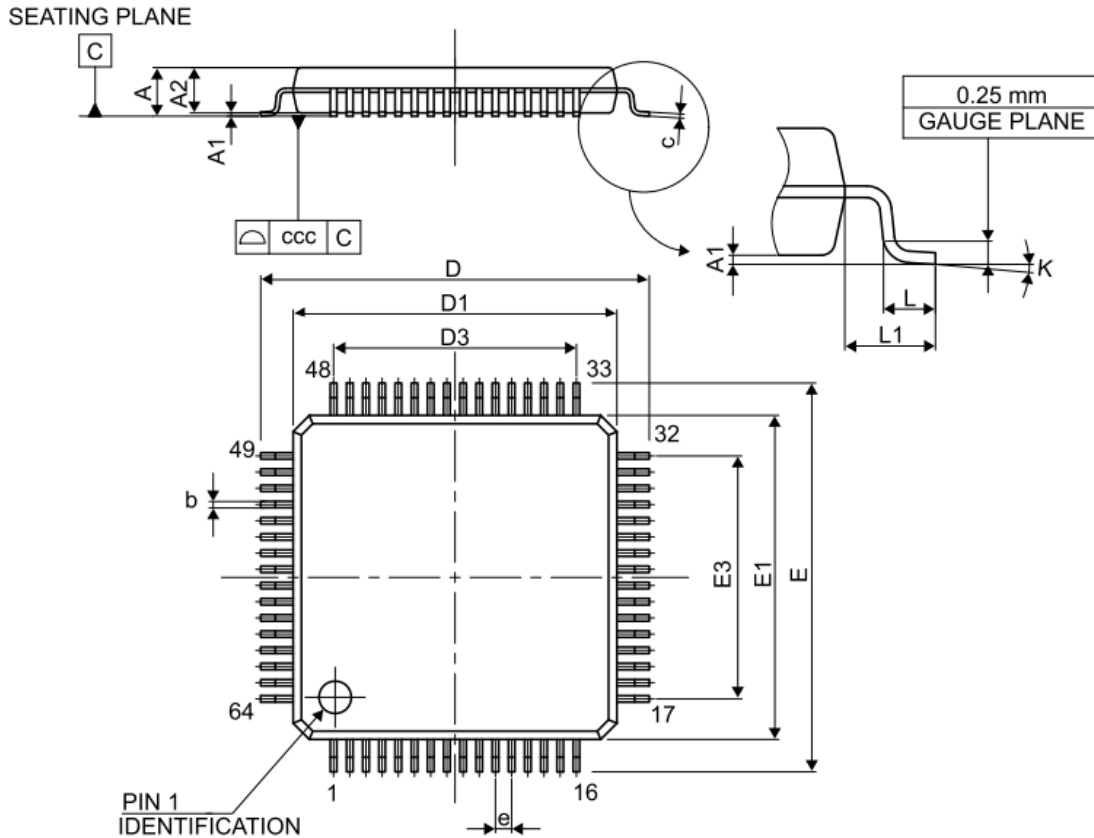 SEATING PLANE
C
A
A2
A1
c
0.25 mm
GAUGE PLANE
ccc C
A1
K
L
L1
D
D1
D3
48
33
49
32
b
E3
E1
E
64
17
1
16
PIN 1
IDENTIFICATION
e